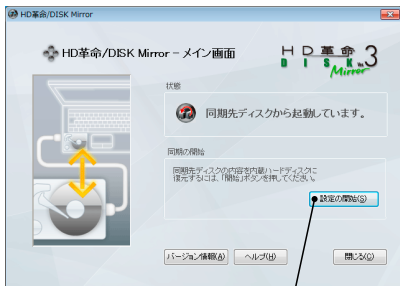 HD革命/DISK Mirror
HD革命/DISK Mirror - メイン画面
HD革命
DISK Ver.3
Mirror
状態
同期先ディスクから起動しています。
同期の開始
同期先ディスクの内容を内蔵ハードディスクに
復元するには、「開始」ボタンを押してください。
設定の開始(S)
バージョン情報(A)
ヘルプ(H)
閉じる(C)